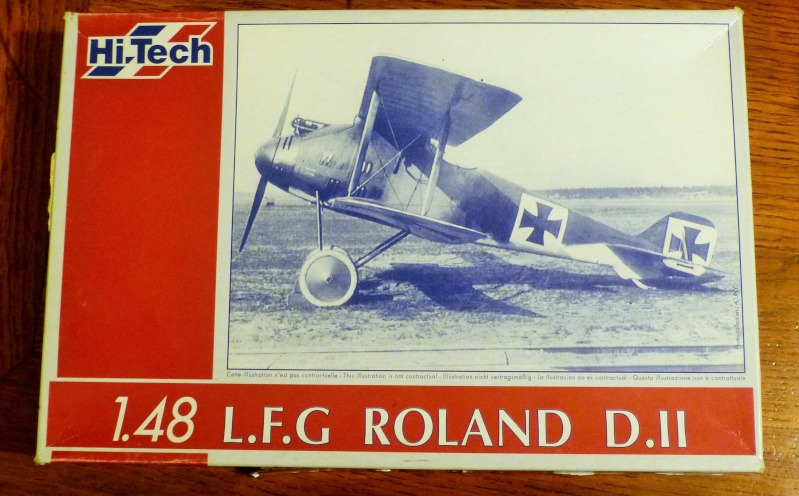 Hi-Tech
Cette illustration n'est pas contractuelle - This illustration is not contractual - Illustration nicht vertragsmäßig - La ilustracion no es contractual - Questa illustrazione non è contrattuale
1.48 L.F.G ROLAND D.II